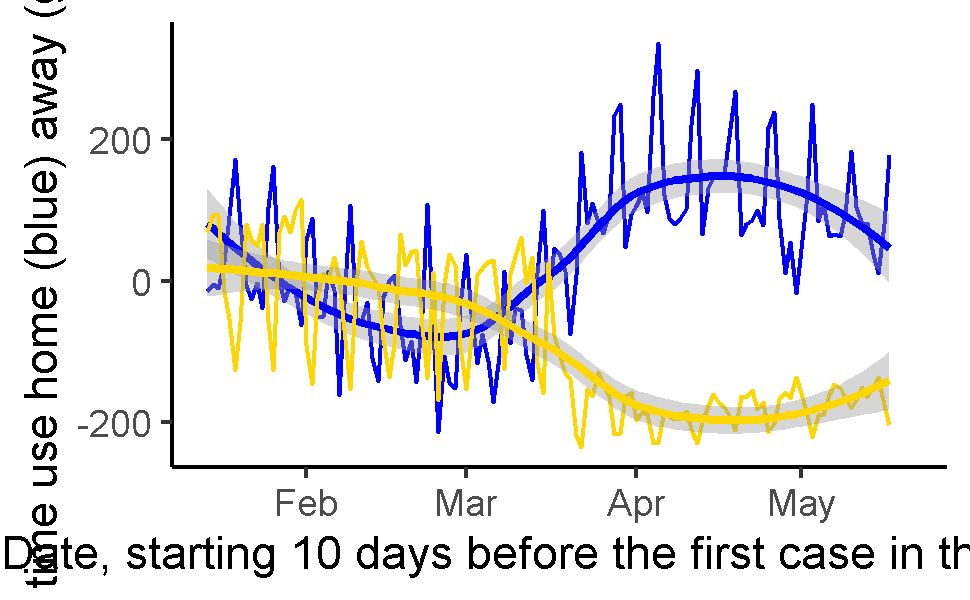 time use home (blue) away (
200
0
-200
Feb Mar Apr May
Date, starting 10 days before the first case in th